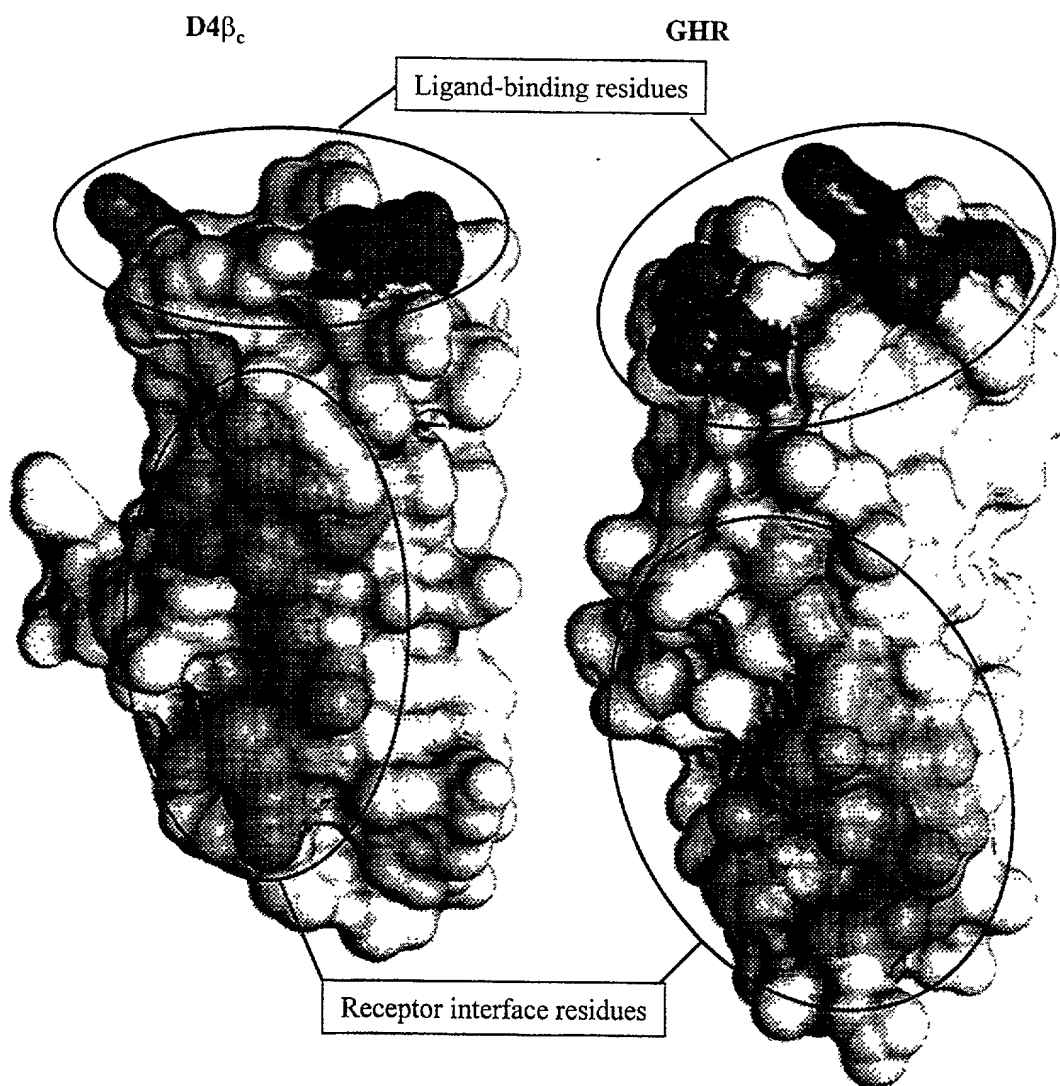 D4βc
GHR
Ligand-binding residues
Receptor interface residues